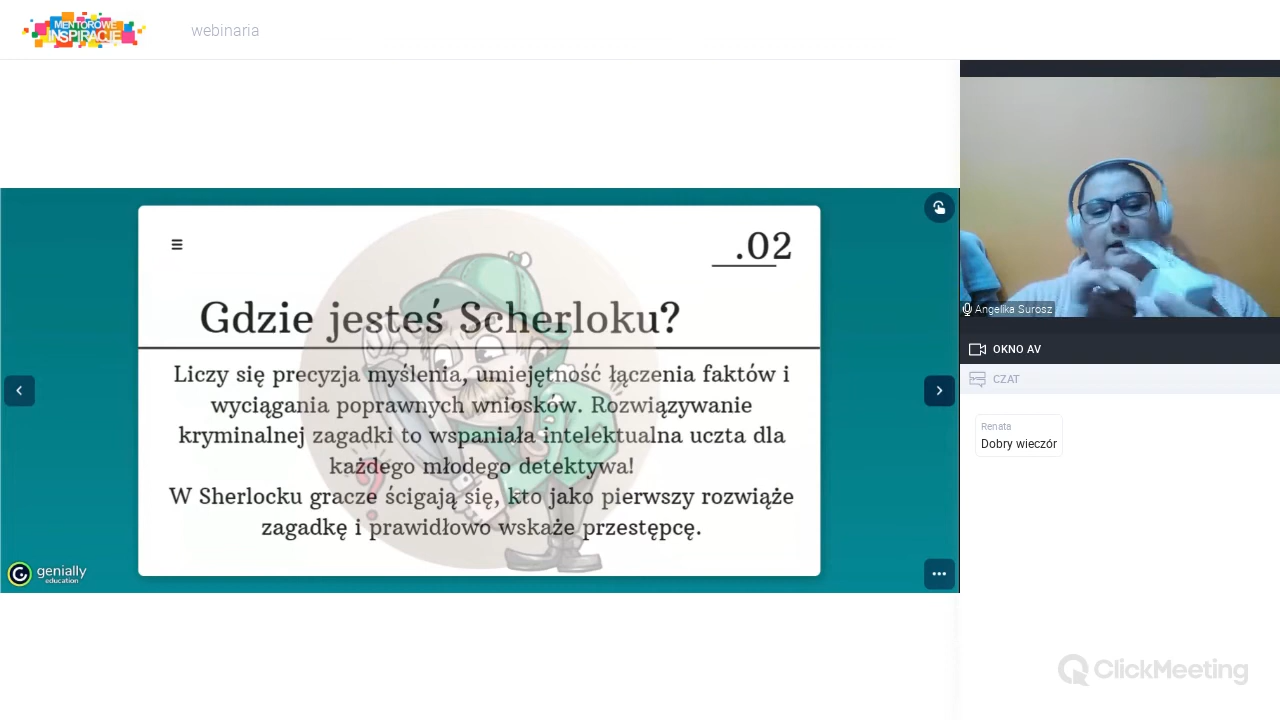 MENTOROWE
INSPIRACJE
webinaria
.02
Gdzie jesteś Scherloku?
Liczy się precyzja myślenia, umiejętność łączenia faktów i
wyciągania poprawnych wniosków. Rozwiązywanie
kryminalnej zagadki to wspaniała intelektualna uczta dla
każdego młodego detektywa!
W Sherlocku gracze ścigają się, kto jako pierwszy rozwiąże
zagadkę i prawidłowo wskaże przestępcę.
genially
education
Angelika Surosz
OKNO AV
CZAT
Renata
Dobry wieczór
ClickMeeting